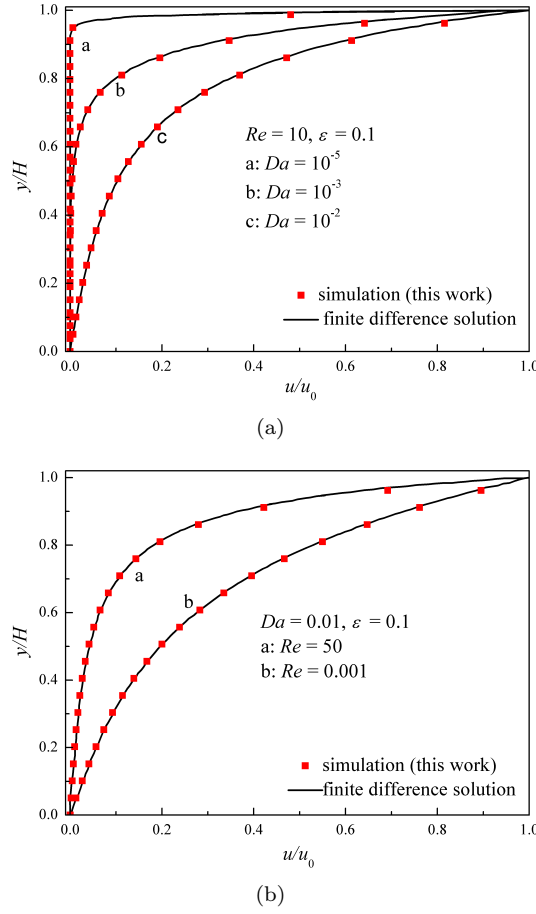 1.0
0.8
0.6
0.4
0.2
0.0
y/H
a
b
c
Re = 10, ε = 0.1
a: Da = 10⁻⁵
b: Da = 10⁻³
c: Da = 10⁻²
simulation (this work)
finite difference solution
0.0 0.2 0.4 0.6 0.8 1.0
u/u₀
(a)
1.0
0.8
0.6
0.4
0.2
0.0
y/H
a
b
Da = 0.01, ε = 0.1
a: Re = 50
b: Re = 0.001
simulation (this work)
finite difference solution
0.0 0.2 0.4 0.6 0.8 1.0
u/u₀
(b)